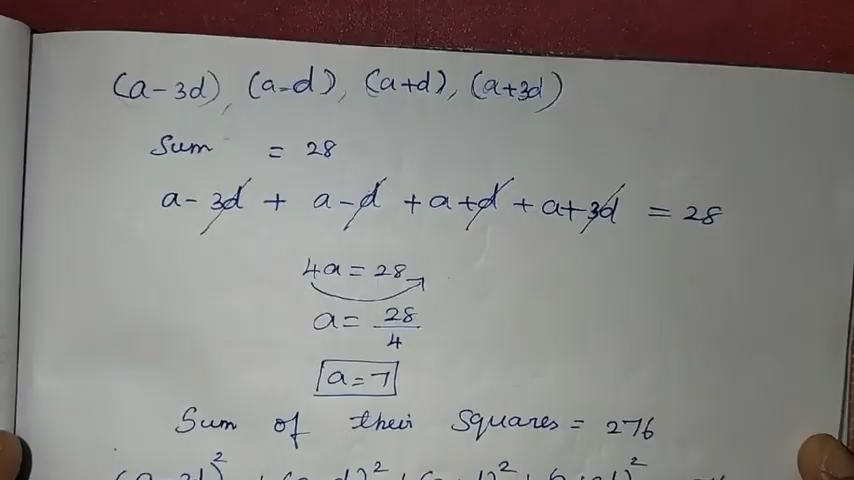 (a-3d), (a-d), (a+d), (a+3d)
Sum = 28
a-3d + a-d + a+d + a+3d = 28
4a = 28
a = 28/4
a=7
Sum of their squares = 276